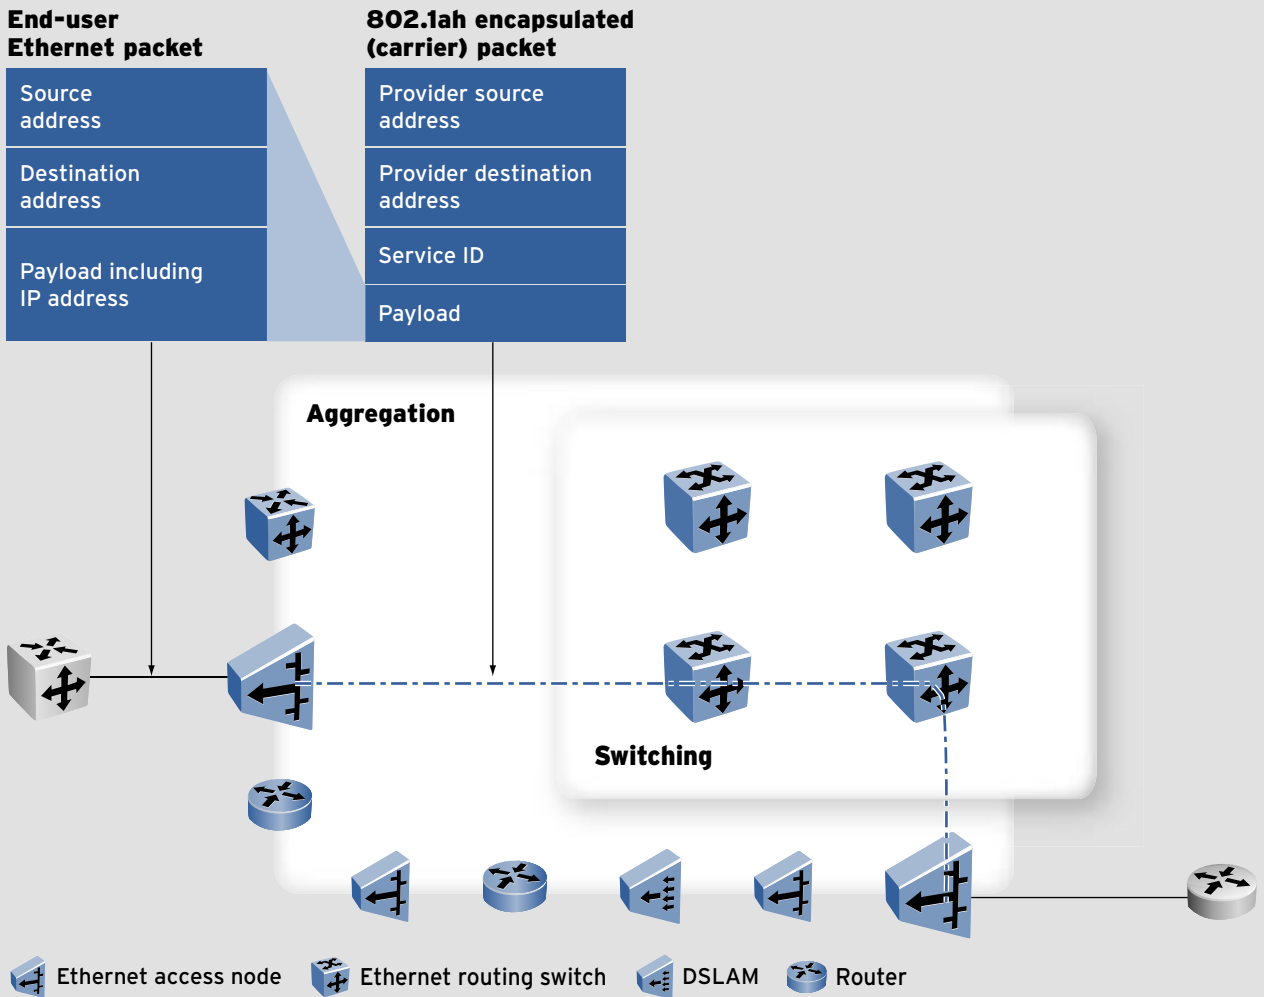 End-user
Ethernet packet
802.1ah encapsulated
(carrier) packet
Source
address
Destination
address
Payload including
IP address
Provider source
address
Provider destination
address
Service ID
Payload
Aggregation
Switching
Ethernet access node
Ethernet routing switch
DSLAM
Router